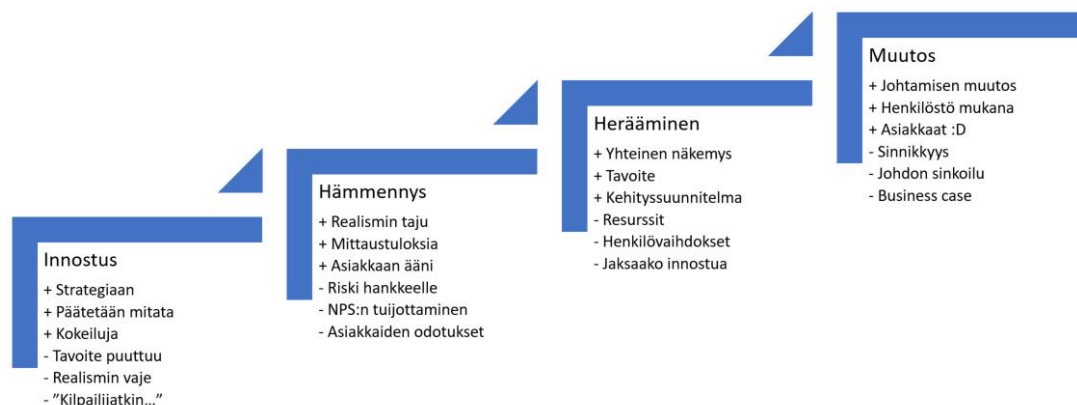 Innostus
+ Strategiaan
+ Päätetään mitata
+ Kokeiluja
- Tavoite puuttuu
- Realismin vaje
- ”Kilpailijatkin…”
Hämmennys
+ Realismin taju
+ Mittaustuloksia
+ Asiakkaan ääni
- Riski hankkeelle
- NPS:n tuijottaminen
- Asiakkaiden odotukset
Herääminen
+ Yhteinen näkemys
+ Tavoite
+ Kehityssuunnitelma
- Resurssit
- Henkilövaihdokset
- Jaksaako innostua
Muutos
+ Johtamisen muutos
+ Henkilöstö mukana
+ Asiakkaat :D
- Sinnikkyys
- Johdon sinkoilu
- Business case